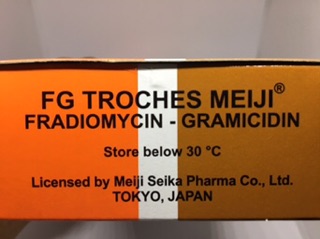 FG TROCHES MEIJI®
FRADIOMYCIN - GRAMICIDIN
Store below 30 °C
Licensed by Meiji Seika Pharma Co., Ltd.
TOKYO, JAPAN